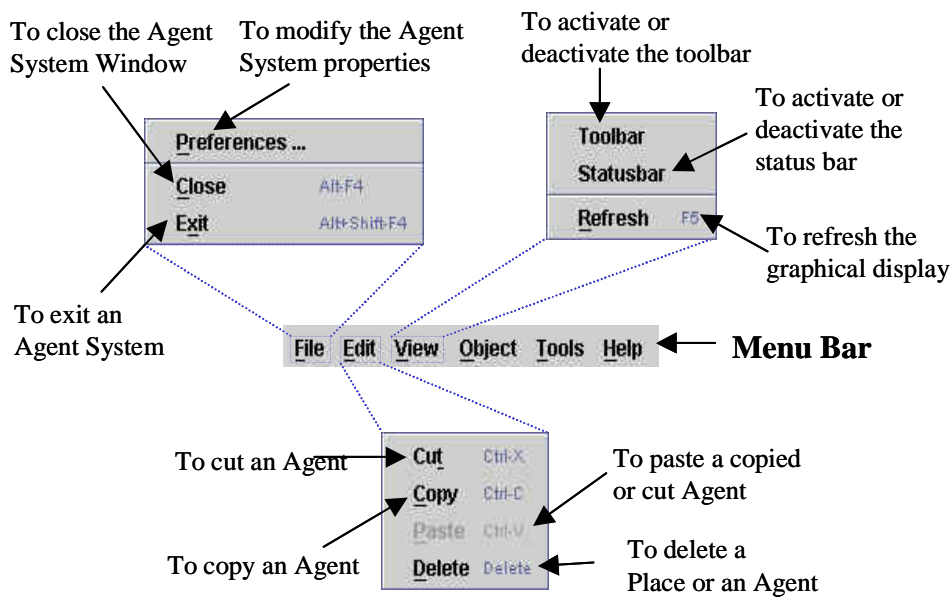 To close the Agent
System Window
To modify the Agent
System properties
To activate or
deactivate the toolbar
To activate or
deactivate the
status bar
Preferences ...
Close Alt-F4
Exit Alt+Shift-F4
Toolbar
Statusbar
Refresh F5
To refresh the
graphical display
To exit an
Agent System
File Edit View Object Tools Help
Menu Bar
To cut an Agent
Cut Ctrl-X
Copy Ctrl-C
Paste Ctrl-V
Delete Delete
To paste a copied
or cut Agent
To copy an Agent
To delete a
Place or an Agent